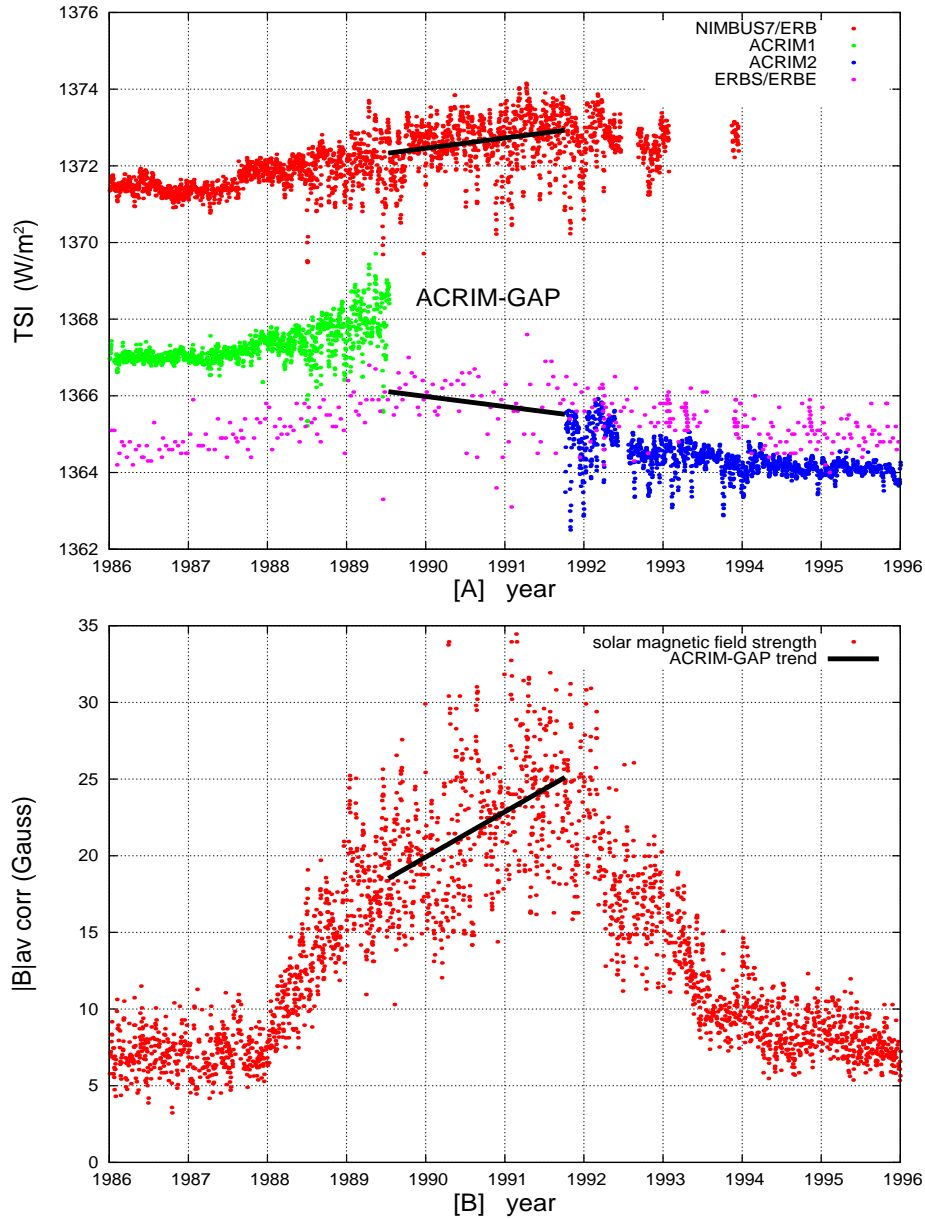 1376
1374
1372
1370
1368
1366
1364
1362
TSI (W/m²)
NIMBUS7/ERB
ACRIM1
ACRIM2
ERBS/ERBE
ACRIM-GAP
1986 1987 1988 1989 1990 1991 1992 1993 1994 1995 1996
[A] year
35
30
25
20
15
10
5
0
|B|av corr (Gauss)
solar magnetic field strength
ACRIM-GAP trend
1986 1987 1988 1989 1990 1991 1992 1993 1994 1995 1996
[B] year